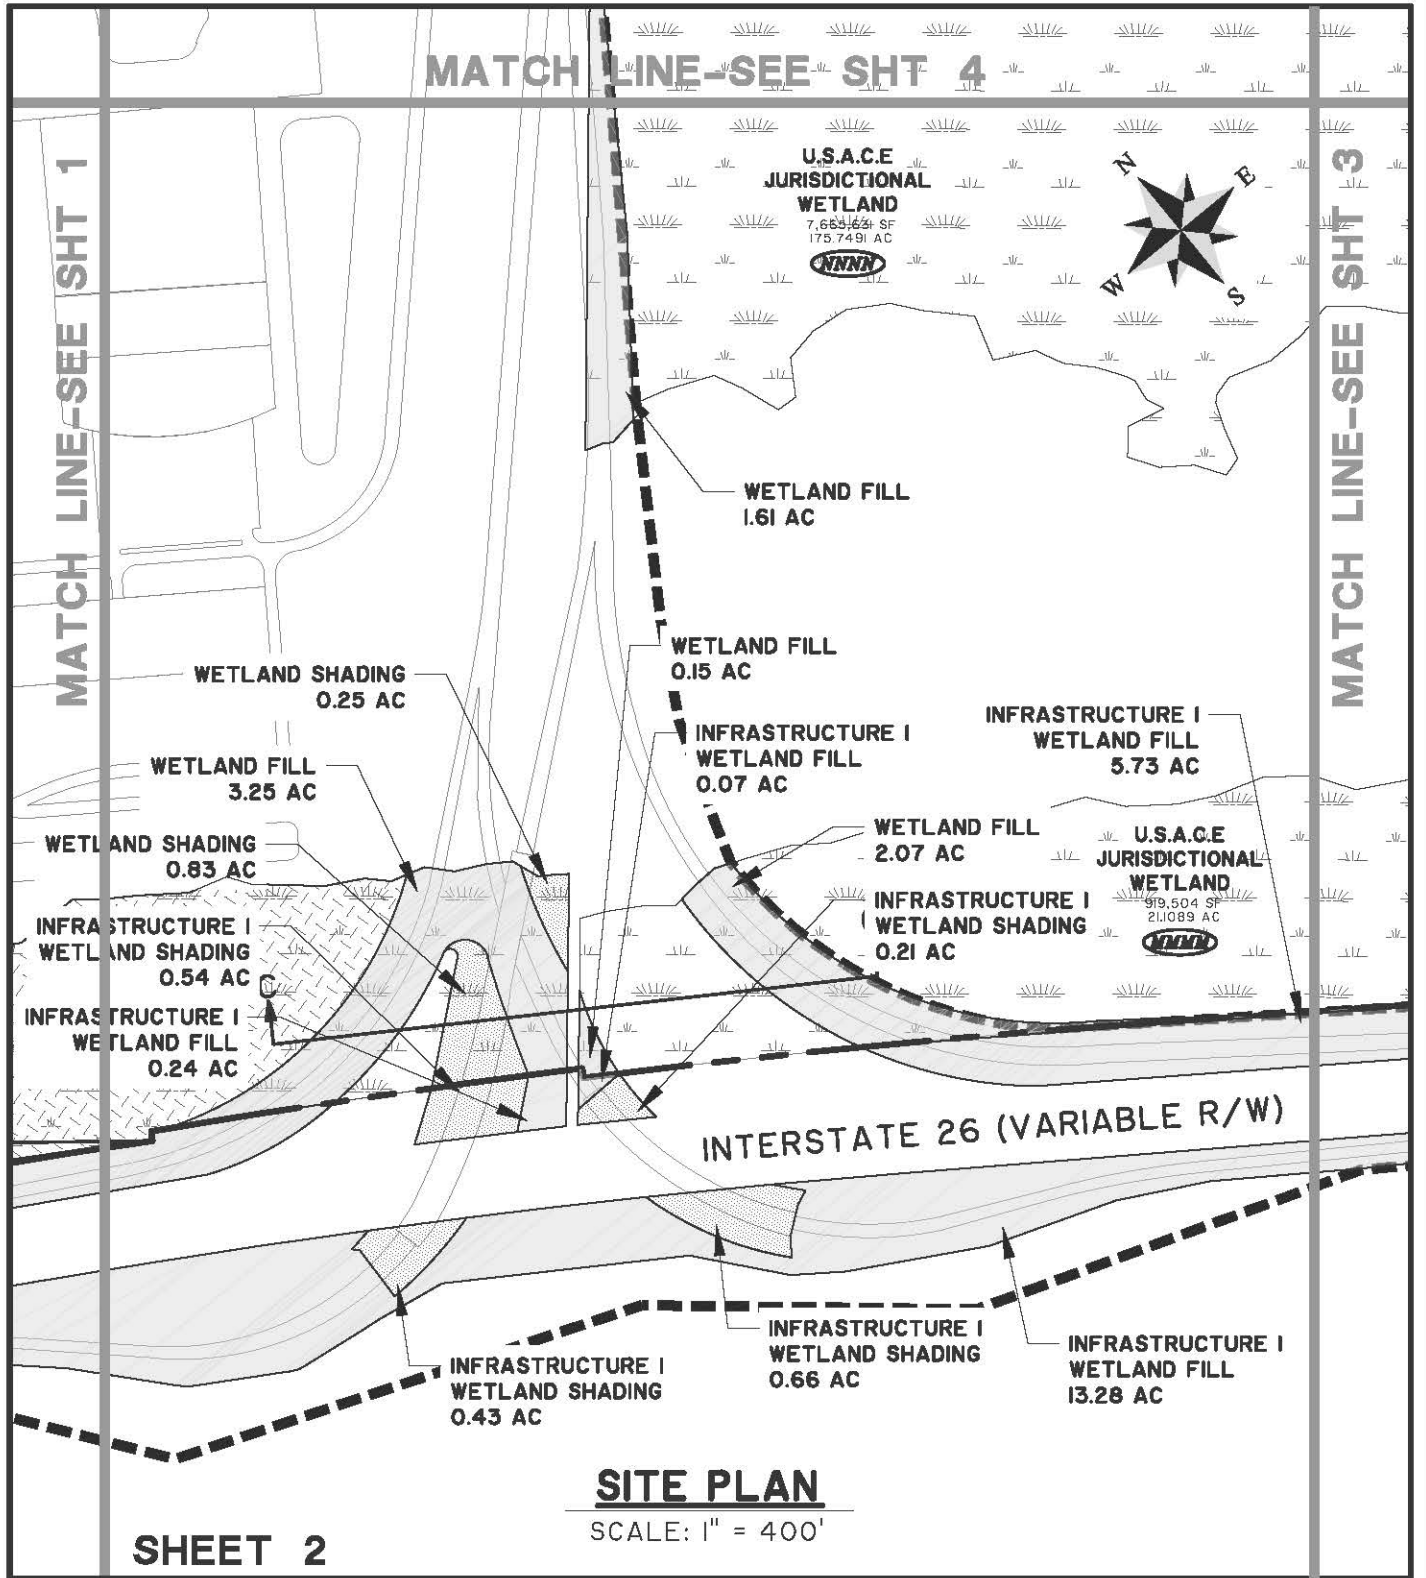 MATCH LINE-SEE SHT 4
MATCH LINE-SEE SHT 1
MATCH LINE-SEE SHT 3
U.S.A.C.E
JURISDICTIONAL
WETLAND
7,655,631 SF
175.7491 AC
NNNN
N
E
W
S
WETLAND FILL
1.61 AC
WETLAND FILL
0.15 AC
WETLAND SHADING
0.25 AC
INFRASTRUCTURE I
WETLAND FILL
0.07 AC
INFRASTRUCTURE I
WETLAND FILL
5.73 AC
WETLAND FILL
3.25 AC
WETLAND FILL
2.07 AC
U.S.A.C.E
JURISDICTIONAL
WETLAND
919,504 SF
21.1089 AC
MMMM
WETLAND SHADING
0.83 AC
INFRASTRUCTURE I
WETLAND SHADING
0.21 AC
INFRASTRUCTURE I
WETLAND SHADING
0.54 AC
C
INFRASTRUCTURE I
WETLAND FILL
0.24 AC
INTERSTATE 26 (VARIABLE R/W)
INFRASTRUCTURE I
WETLAND SHADING
0.66 AC
INFRASTRUCTURE I
WETLAND FILL
13.28 AC
INFRASTRUCTURE I
WETLAND SHADING
0.43 AC
SITE PLAN
SCALE: 1" = 400'
SHEET 2